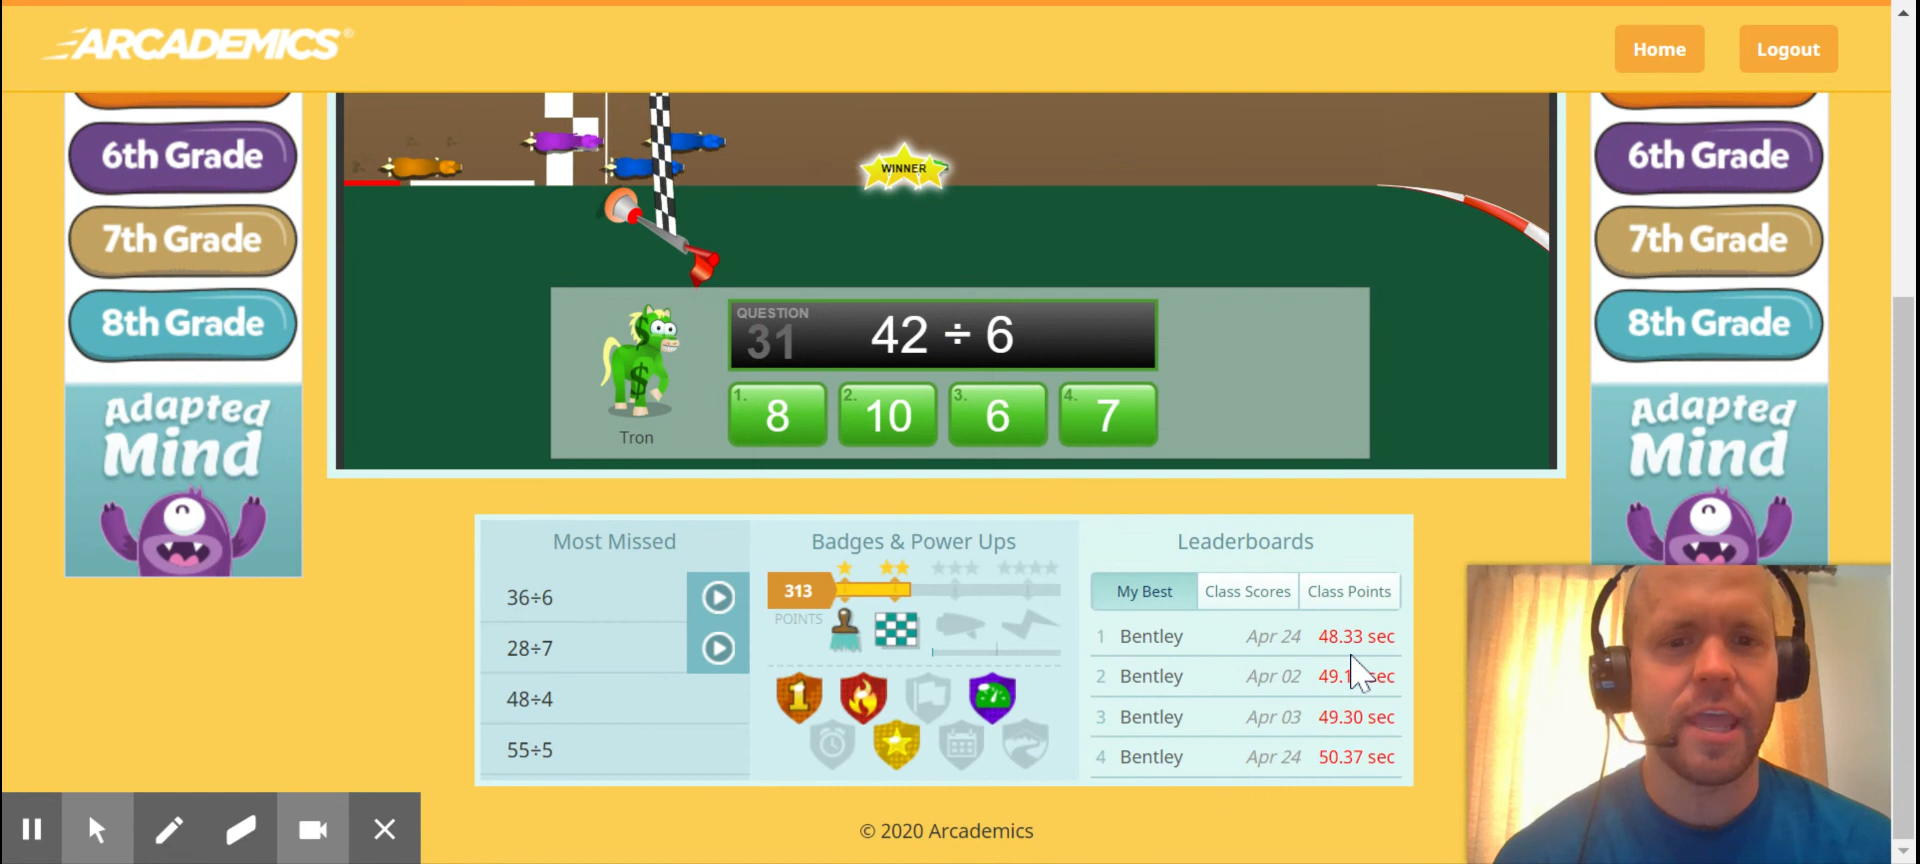 ARCADEMICS®
Home
Logout
6th Grade
7th Grade
8th Grade
Adapted
Mind
WINNER
QUESTION
31
42 ÷ 6
$
Tron
1. 8
2. 10
3. 6
4. 7
6th Grade
7th Grade
8th Grade
Adapted
Mind
Most Missed
36÷6
28÷7
48÷4
55÷5
Badges & Power Ups
313
POINTS
1
Leaderboards
My Best
Class Scores
Class Points
1 Bentley Apr 24 48.33 sec
2 Bentley Apr 02 49.1 sec
3 Bentley Apr 03 49.30 sec
4 Bentley Apr 24 50.37 sec
© 2020 Arcademics